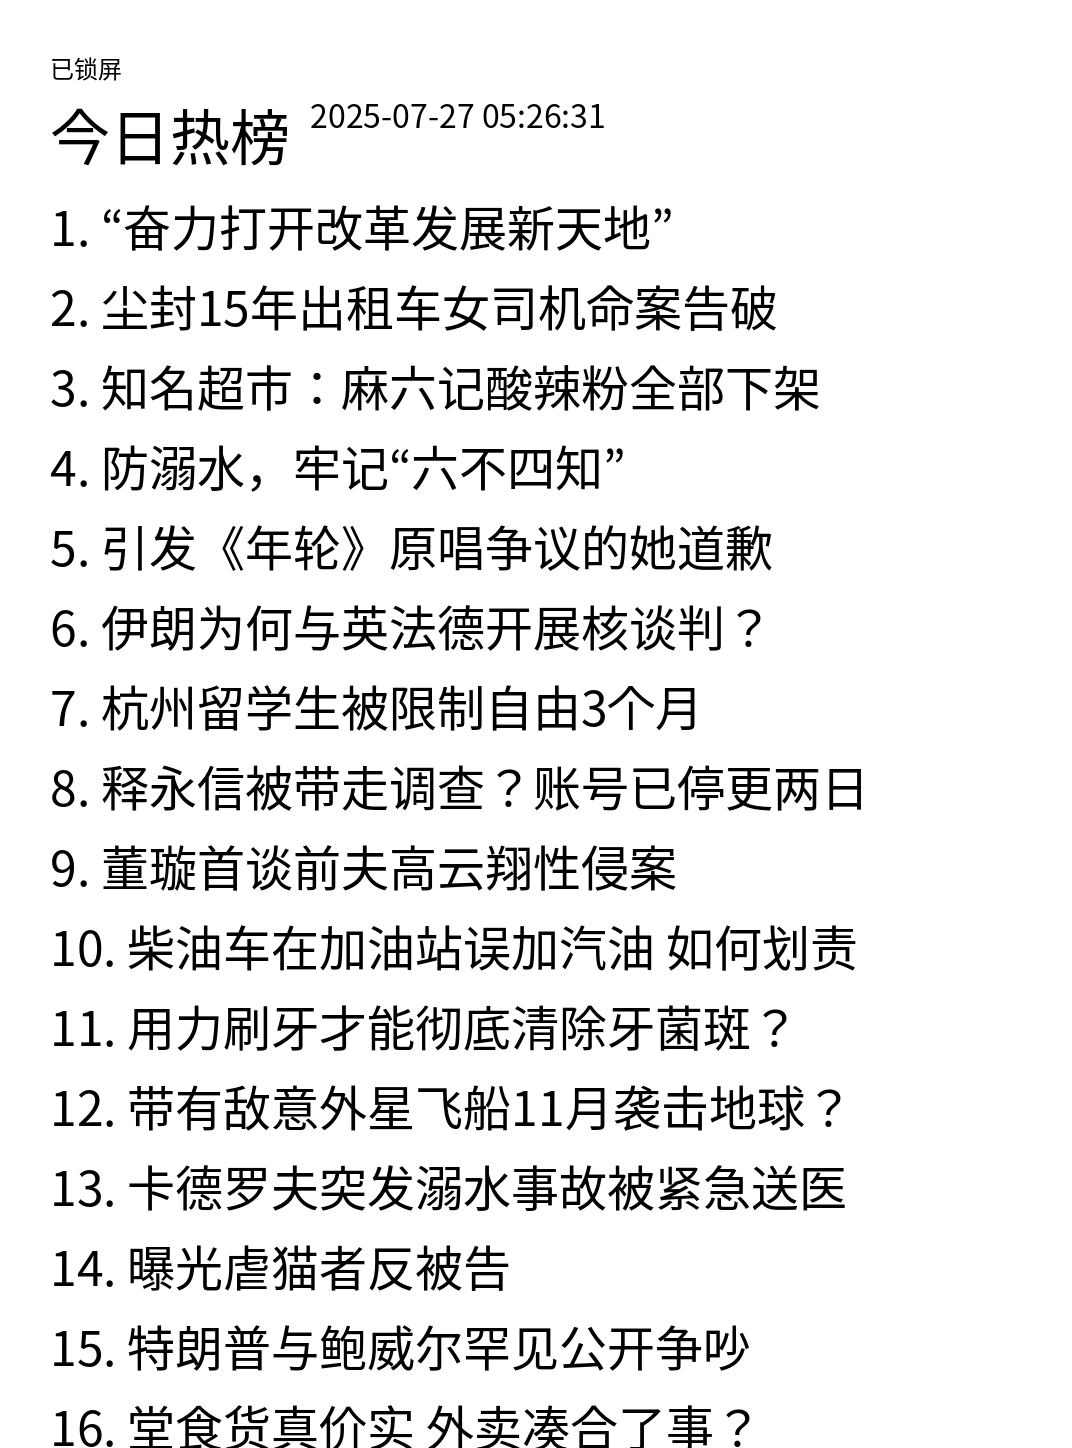 已锁屏
今日热榜 2025-07-27 05:26:31
1. “奋力打开改革发展新天地”
2. 尘封15年出租车女司机命案告破
3. 知名超市：麻六记酸辣粉全部下架
4. 防溺水，牢记“六不四知”
5. 引发《年轮》原唱争议的她道歉
6. 伊朗为何与英法德开展核谈判？
7. 杭州留学生被限制自由3个月
8. 释永信被带走调查？账号已停更两日
9. 董璇首谈前夫高云翔性侵案
10. 柴油车在加油站误加汽油 如何划责
11. 用力刷牙才能彻底清除牙菌斑？
12. 带有敌意外星飞船11月袭击地球？
13. 卡德罗夫突发溺水事故被紧急送医
14. 曝光虐猫者反被告
15. 特朗普与鲍威尔罕见公开争吵
16. 堂食货真价实 外卖凑合了事？